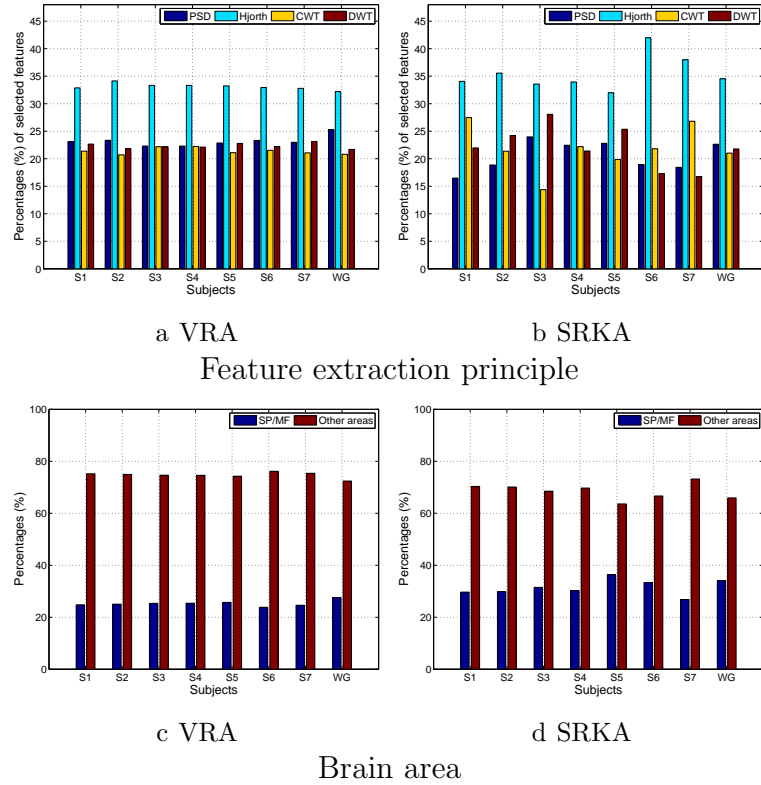 PSD Hjorth CWT DWT
Percentages (%) of selected features
45
40
35
30
25
20
15
10
5
0
S1 S2 S3 S4 S5 S6 S7 WG
Subjects
a VRA
PSD Hjorth CWT DWT
Percentages (%) of selected features
45
40
35
30
25
20
15
10
5
0
S1 S2 S3 S4 S5 S6 S7 WG
Subjects
b SRKA
Feature extraction principle
SP/MF Other areas
Percentages (%)
100
80
60
40
20
0
S1 S2 S3 S4 S5 S6 S7 WG
Subjects
c VRA
SP/MF Other areas
Percentages (%)
100
80
60
40
20
0
S1 S2 S3 S4 S5 S6 S7 WG
Subjects
d SRKA
Brain area